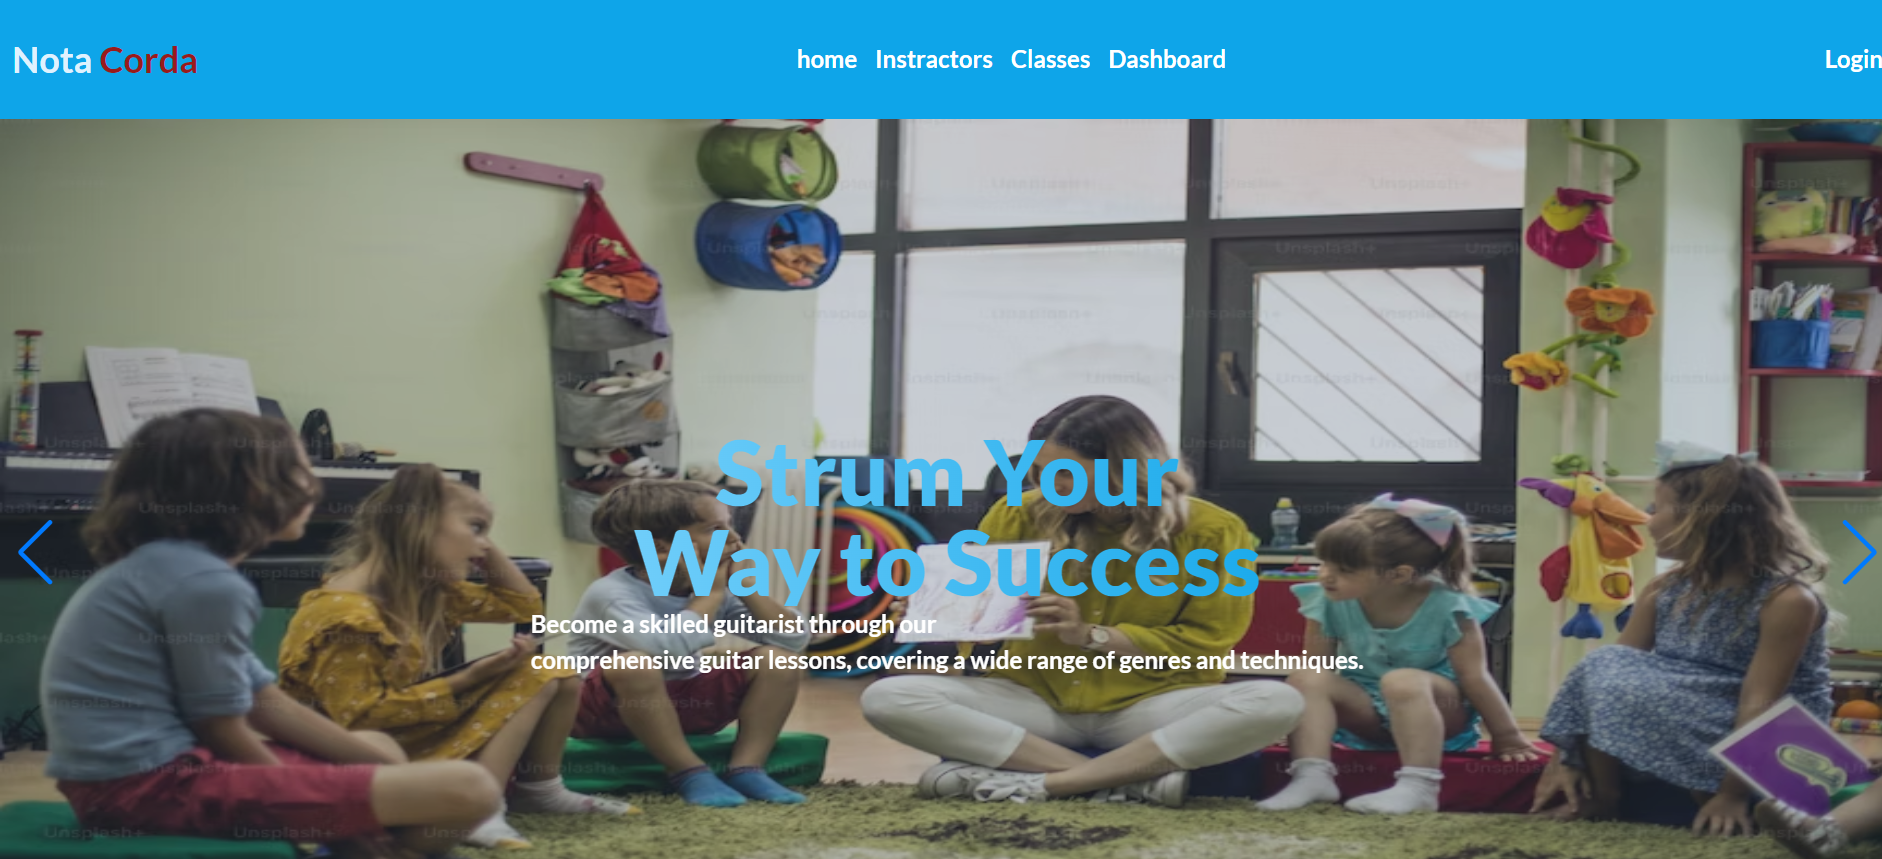 Nota Corda
home Instractors Classes Dashboard
Login
Strum Your
Way to Success
Become a skilled guitarist through our
comprehensive guitar lessons, covering a wide range of genres and techniques.
Unsplash+